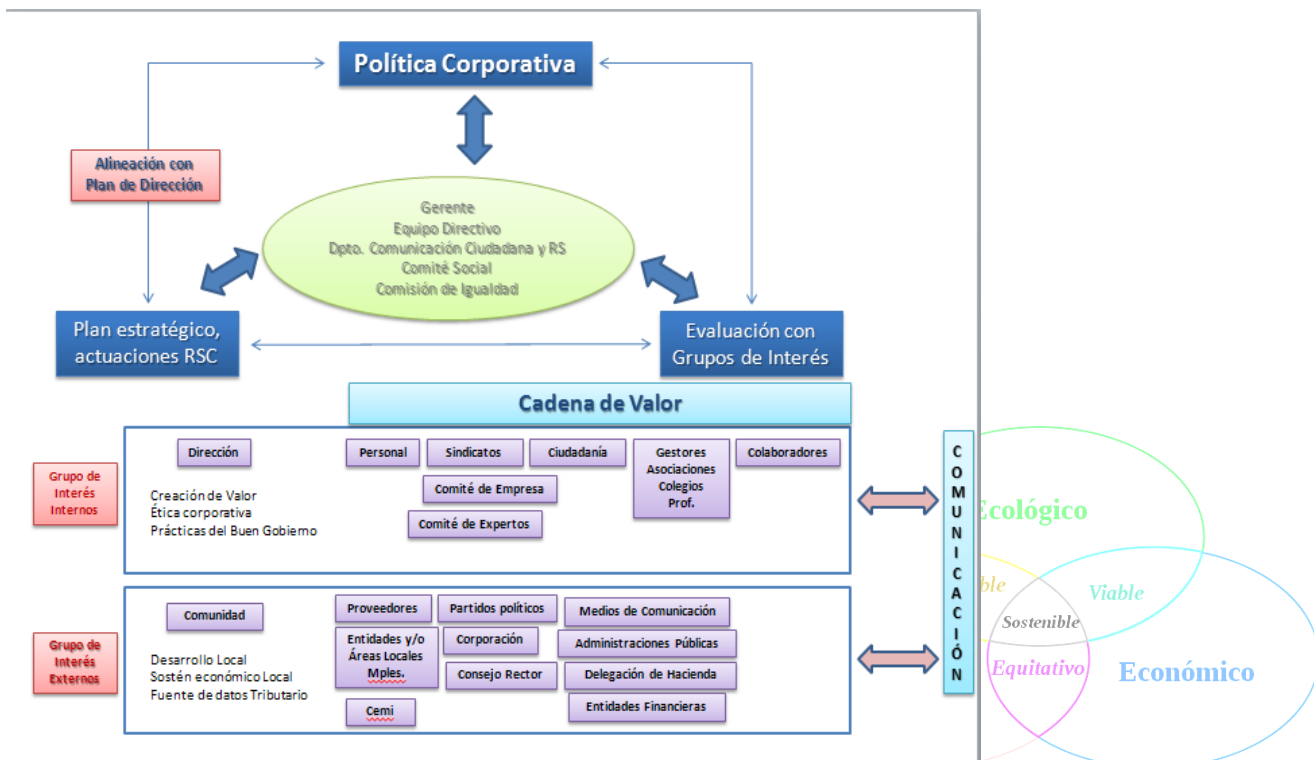 Política Corporativa
Alineación con
Plan de Dirección
Gerente
Equipo Directivo
Dpto. Comunicación Ciudadana y RS
Comité Social
Comisión de Igualdad
Plan estratégico,
actuaciones RSC
Evaluación con
Grupos de Interés
Cadena de Valor
Grupo de
Interés
Internos
Dirección
Creación de Valor
Ética corporativa
Prácticas del Buen Gobierno
Personal
Sindicatos
Ciudadanía
Gestores
Asociaciones
Colegios
Prof.
Colaboradores
Comité de Empresa
Comité de Expertos
Grupo de
Interés
Externos
Comunidad
Desarrollo Local
Sostén económico Local
Fuente de datos Tributario
Proveedores
Partidos políticos
Medios de Comunicación
Entidades y/o
Áreas Locales
Mples.
Corporación
Administraciones Públicas
Consejo Rector
Delegación de Hacienda
Cemi
Entidades Financieras
COMUNICACIÓN
Ecológico
ble
Viable
Sostenible
Equitativo
Económico